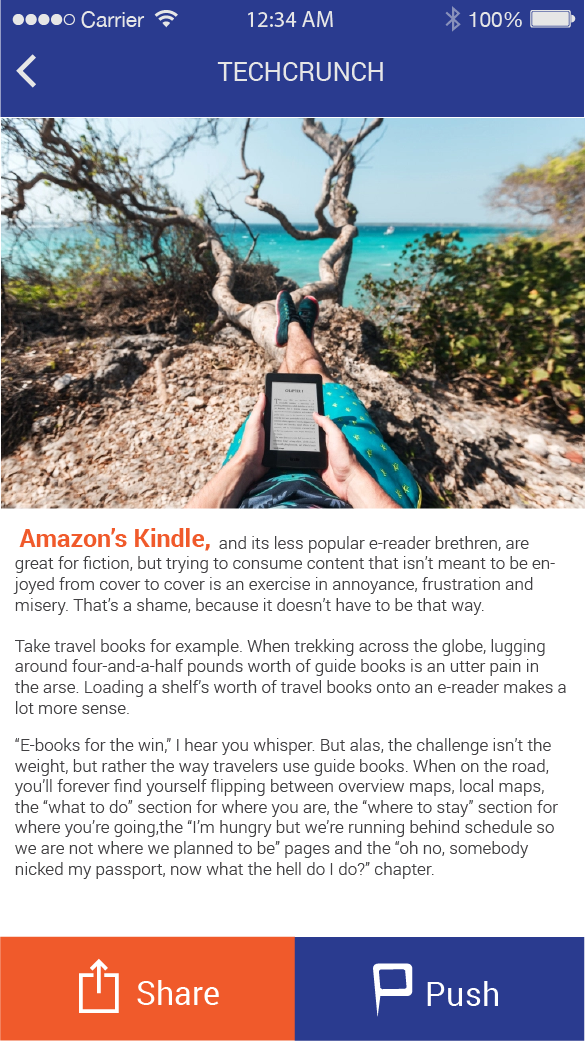 Carrier 12:34 AM 100%
TECHCRUNCH
Amazon’s Kindle, and its less popular e-reader brethren, are
great for fiction, but trying to consume content that isn’t meant to be en-
joyed from cover to cover is an exercise in annoyance, frustration and
misery. That’s a shame, because it doesn’t have to be that way.
Take travel books for example. When trekking across the globe, lugging
around four-and-a-half pounds worth of guide books is an utter pain in
the arse. Loading a shelf’s worth of travel books onto an e-reader makes a
lot more sense.
“E-books for the win,” I hear you whisper. But alas, the challenge isn’t the
weight, but rather the way travelers use guide books. When on the road,
you’ll forever find yourself flipping between overview maps, local maps,
the “what to do” section for where you are, the “where to stay” section for
where you’re going,the “I’m hungry but we’re running behind schedule so
we are not where we planned to be” pages and the “oh no, somebody
nicked my passport, now what the hell do I do?” chapter.
Share
Push